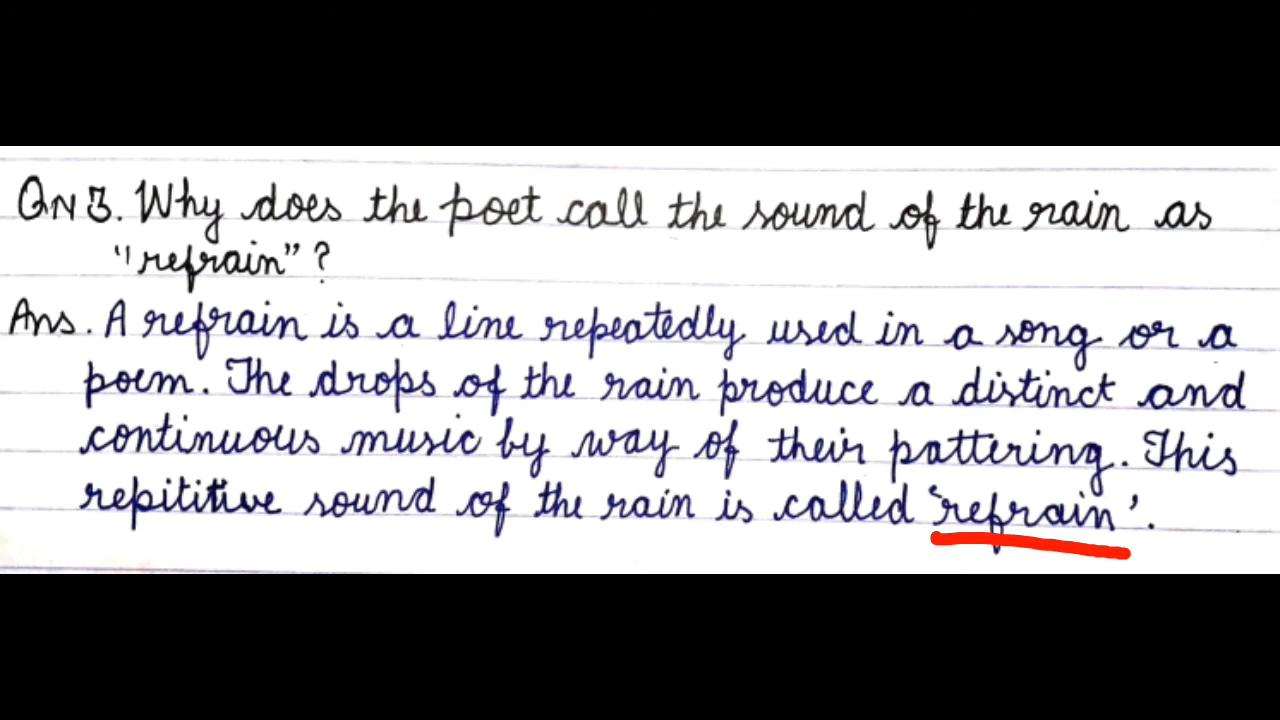 QN 3. Why does the poet call the sound of the rain as
"refrain"?
Ans. A refrain is a line repeatedly used in a song or a
poem. The drops of the rain produce a distinct and
continuous music by way of their pattering. This
repititive sound of the rain is called 'refrain'.